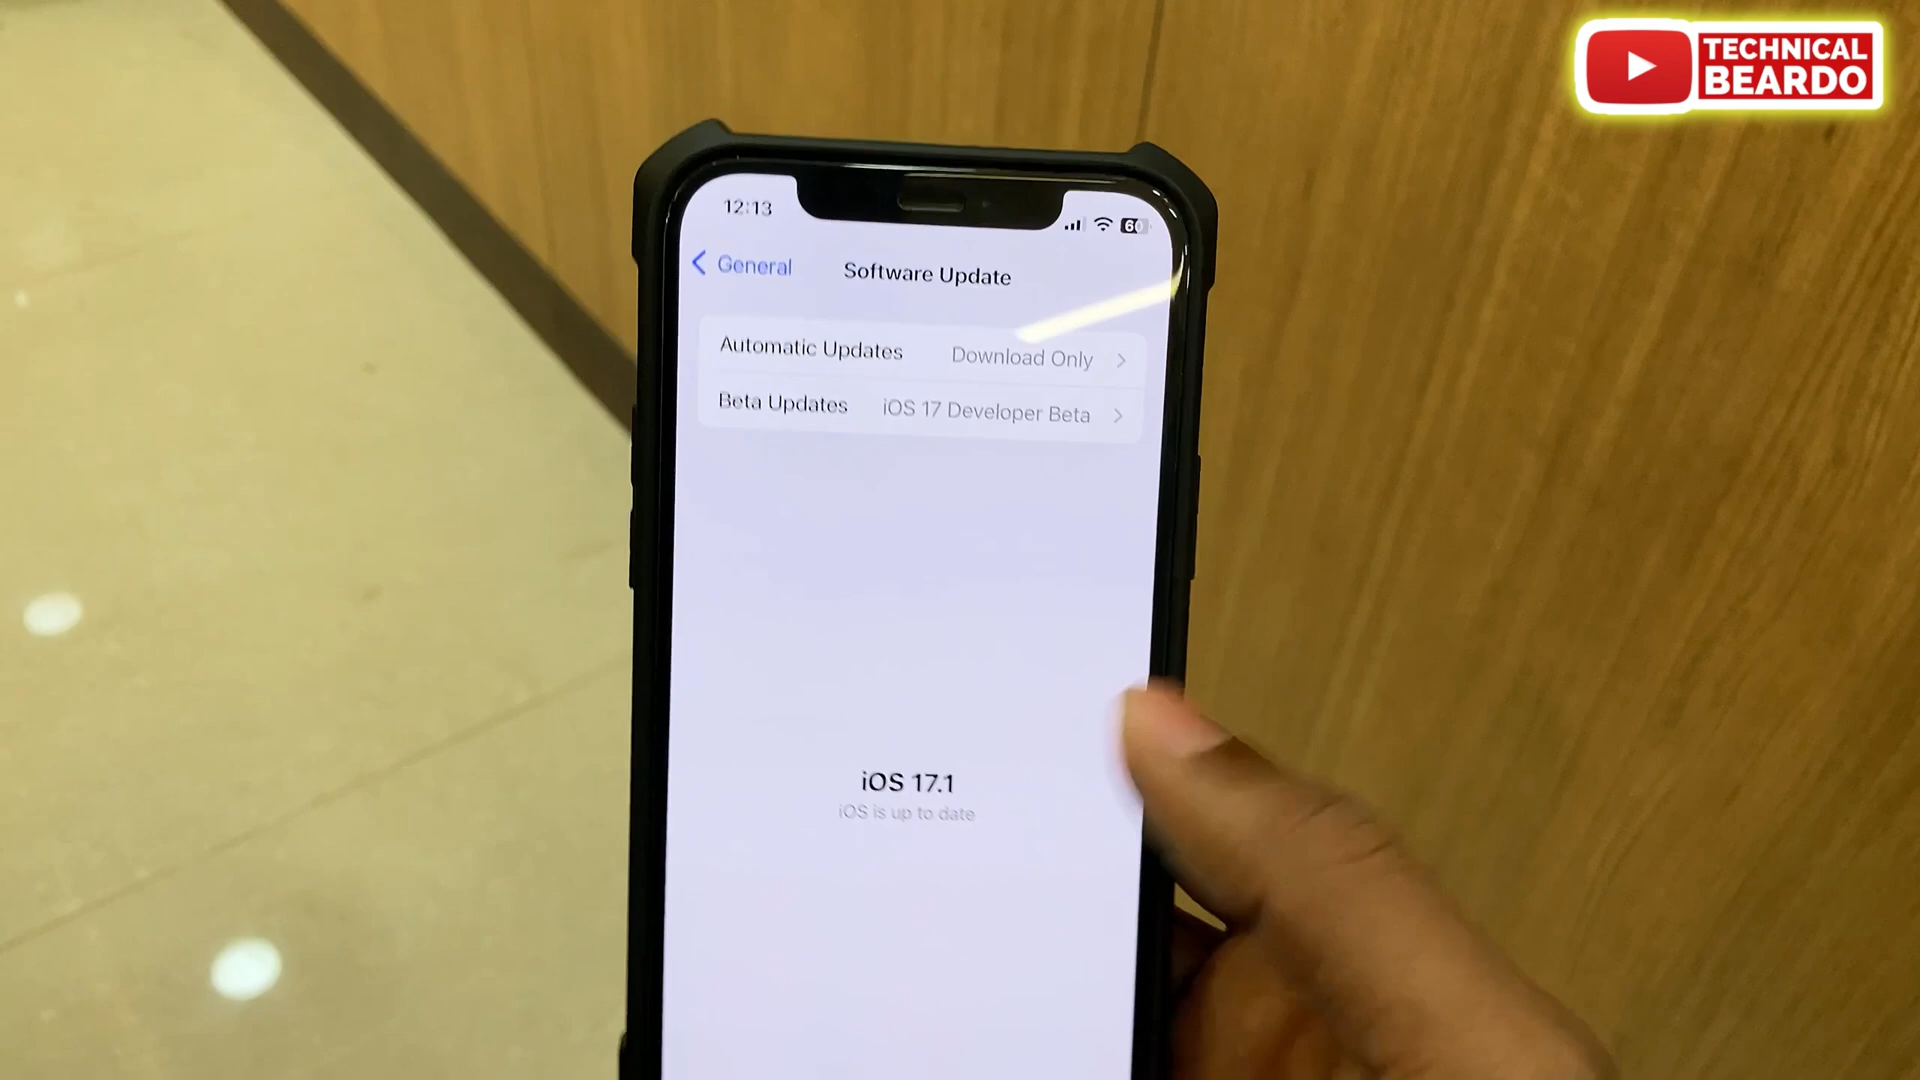 TECHNICAL
BEARDO
12:13
60
General
Software Update
Automatic Updates Download Only
Beta Updates iOS 17 Developer Beta
iOS 17.1
iOS is up to date